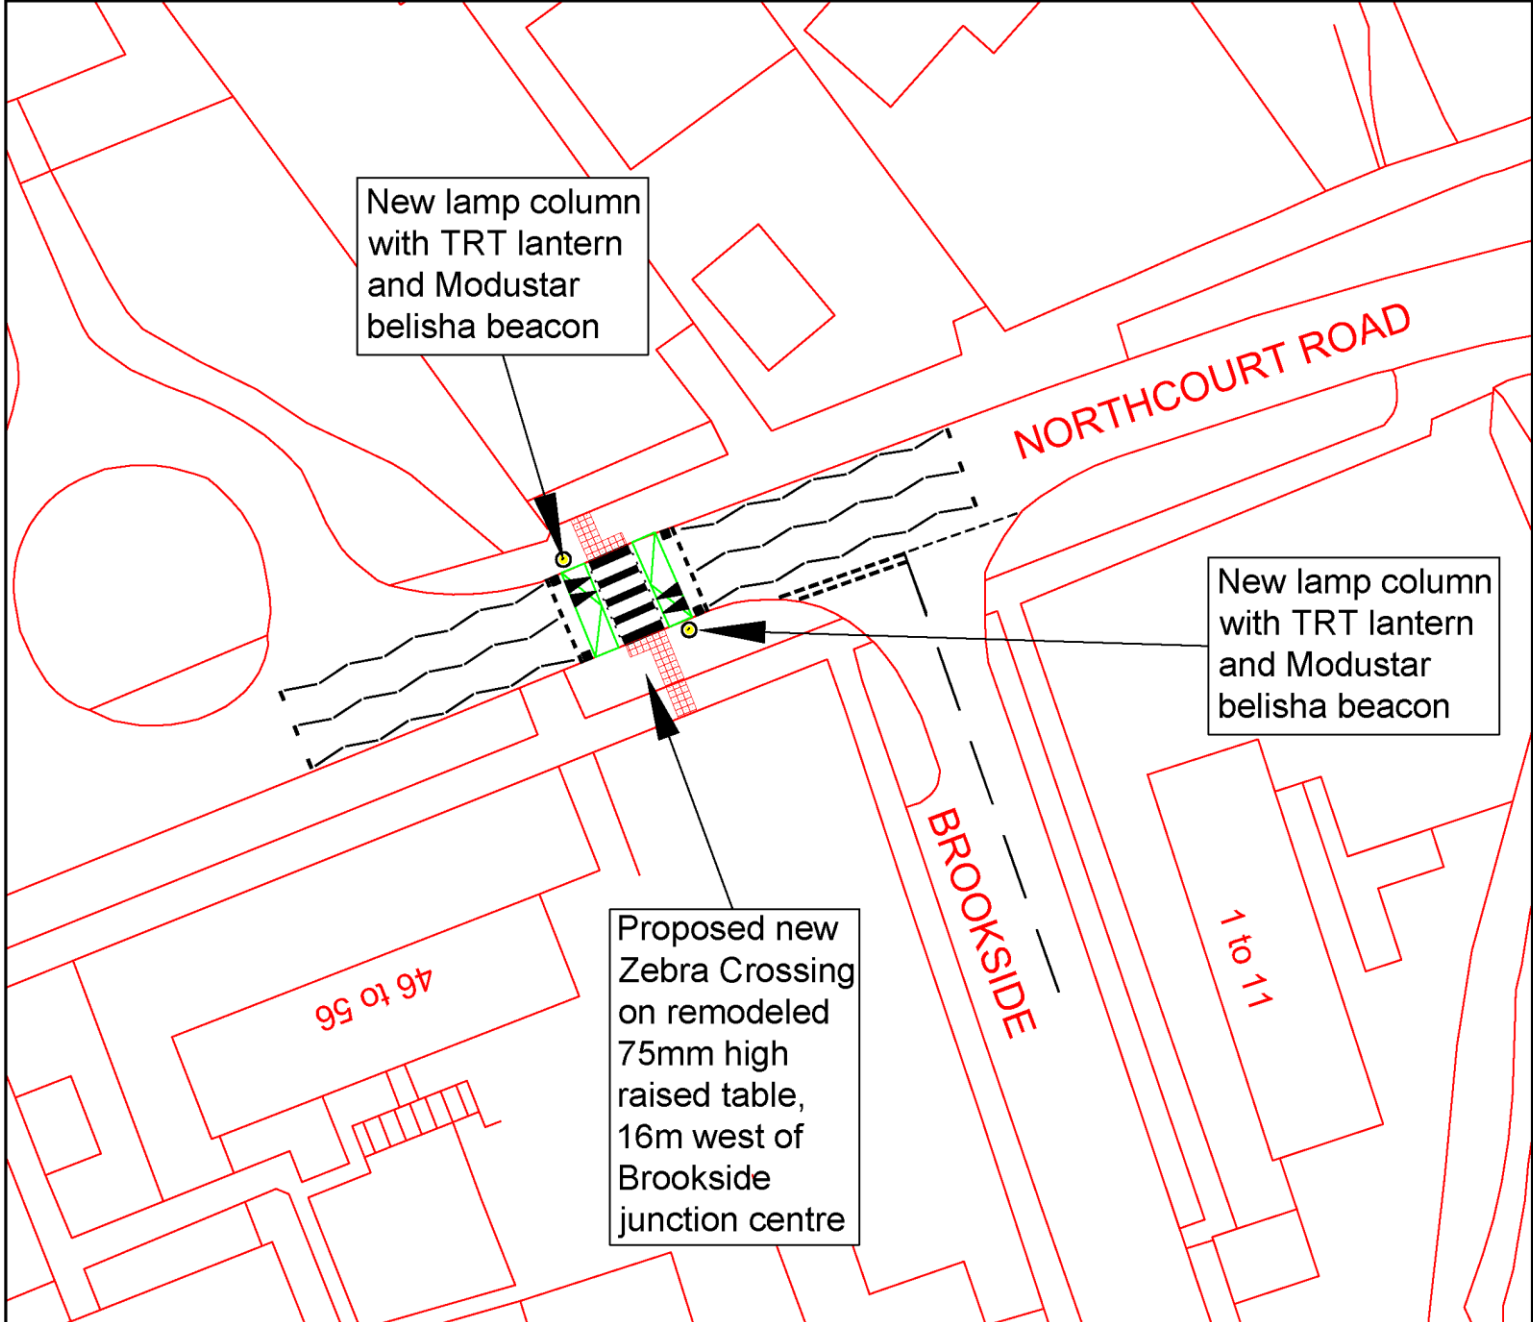 New lamp column
with TRT lantern
and Modustar
belisha beacon
NORTHCOURT ROAD
New lamp column
with TRT lantern
and Modustar
belisha beacon
BROOKSIDE
1 to 11
46 to 56
Proposed new
Zebra Crossing
on remodeled
75mm high
raised table,
16m west of
Brookside
junction centre